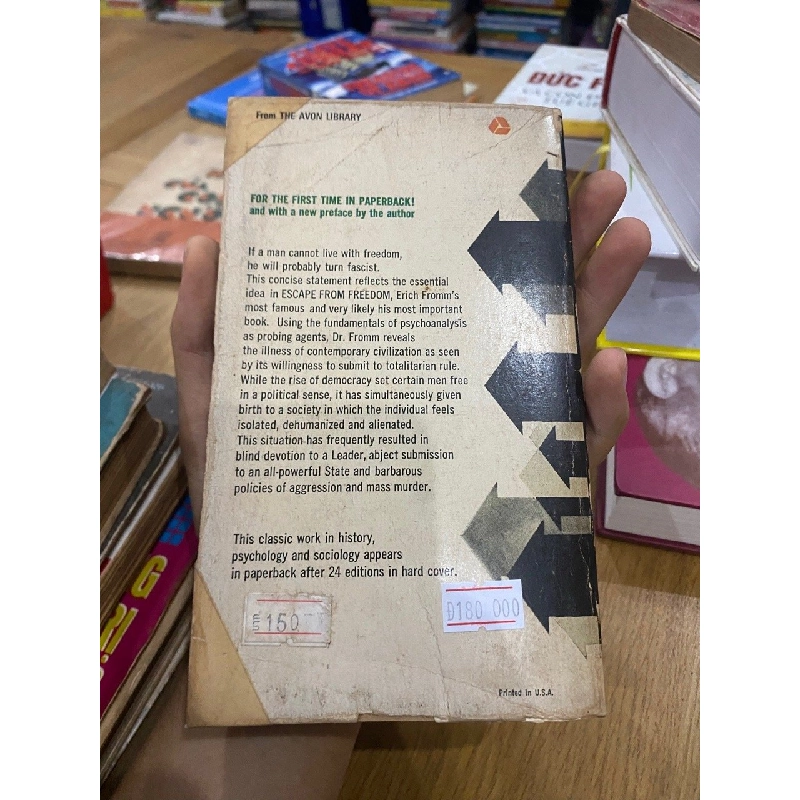 From THE AVON LIBRARY
FOR THE FIRST TIME IN PAPERBACK!
and with a new preface by the author
If a man cannot live with freedom,
he will probably turn fascist.
This concise statement reflects the essential
idea in ESCAPE FROM FREEDOM, Erich Fromm's
most famous and very likely his most important
book. Using the fundamentals of psychoanalysis
as probing agents, Dr. Fromm reveals
the illness of contemporary civilization as seen
by its willingness to submit to totalitarian rule.
While the rise of democracy set certain men free
in a political sense, it has simultaneously given
birth to a society in which the individual feels
isolated, dehumanized and alienated.
This situation has frequently resulted in
blind devotion to a Leader, abject submission
to an all-powerful State and barbarous
policies of aggression and mass murder.
This classic work in history,
psychology and sociology appears
in paperback after 24 editions in hard cover.
150
Đ180 000
Printed in U.S.A.
ĐỨC